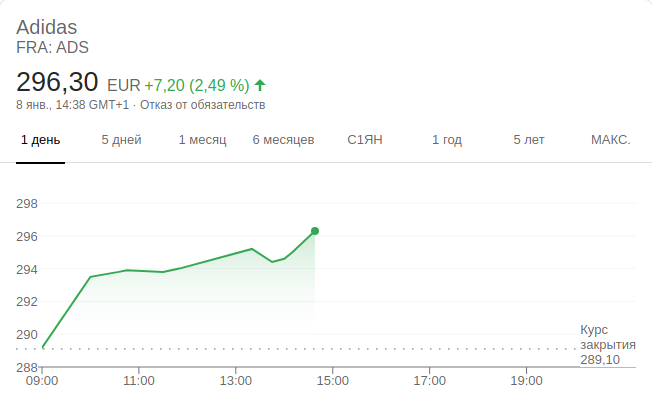 Adidas
FRA: ADS
296,30 EUR +7,20 (2,49 %)
8 янв., 14:38 GMT+1 · Отказ от обязательств
1 день 5 дней 1 месяц 6 месяцев С1ЯН 1 год 5 лет МАКС.
298
296
294
292
290
288
Курс
закрытия
289,10
09:00 11:00 13:00 15:00 17:00 19:00